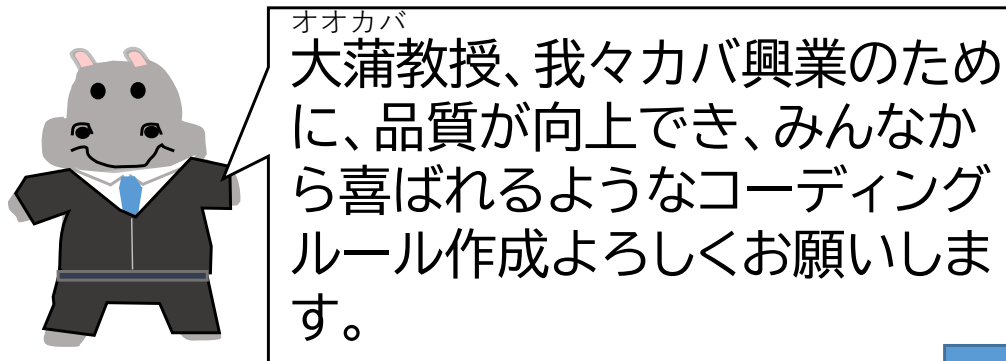 オオカバ
大蒲教授、我々カバ興業のため
に、品質が向上でき、みんなか
ら喜ばれるようなコーディング
ルール作成よろしくお願いしま
す。